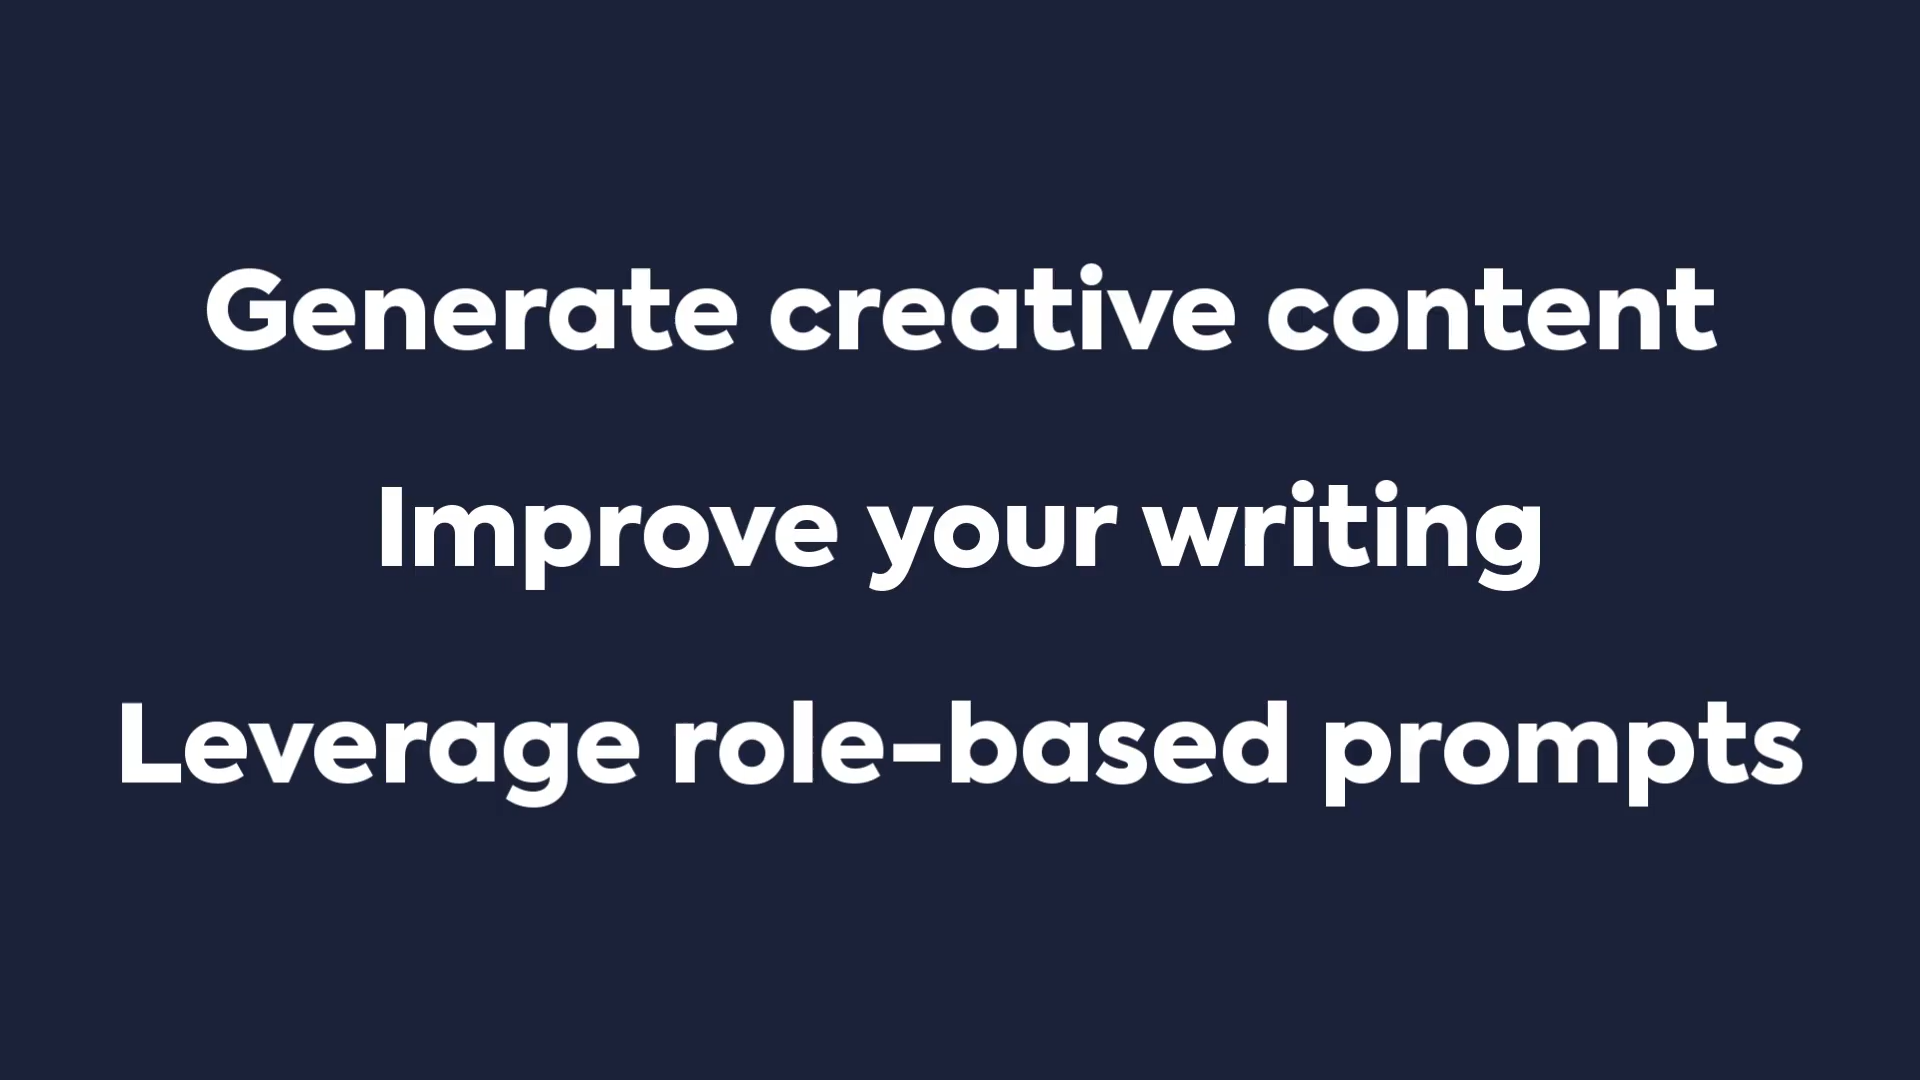 Generate creative content
Improve your writing
Leverage role-based prompts